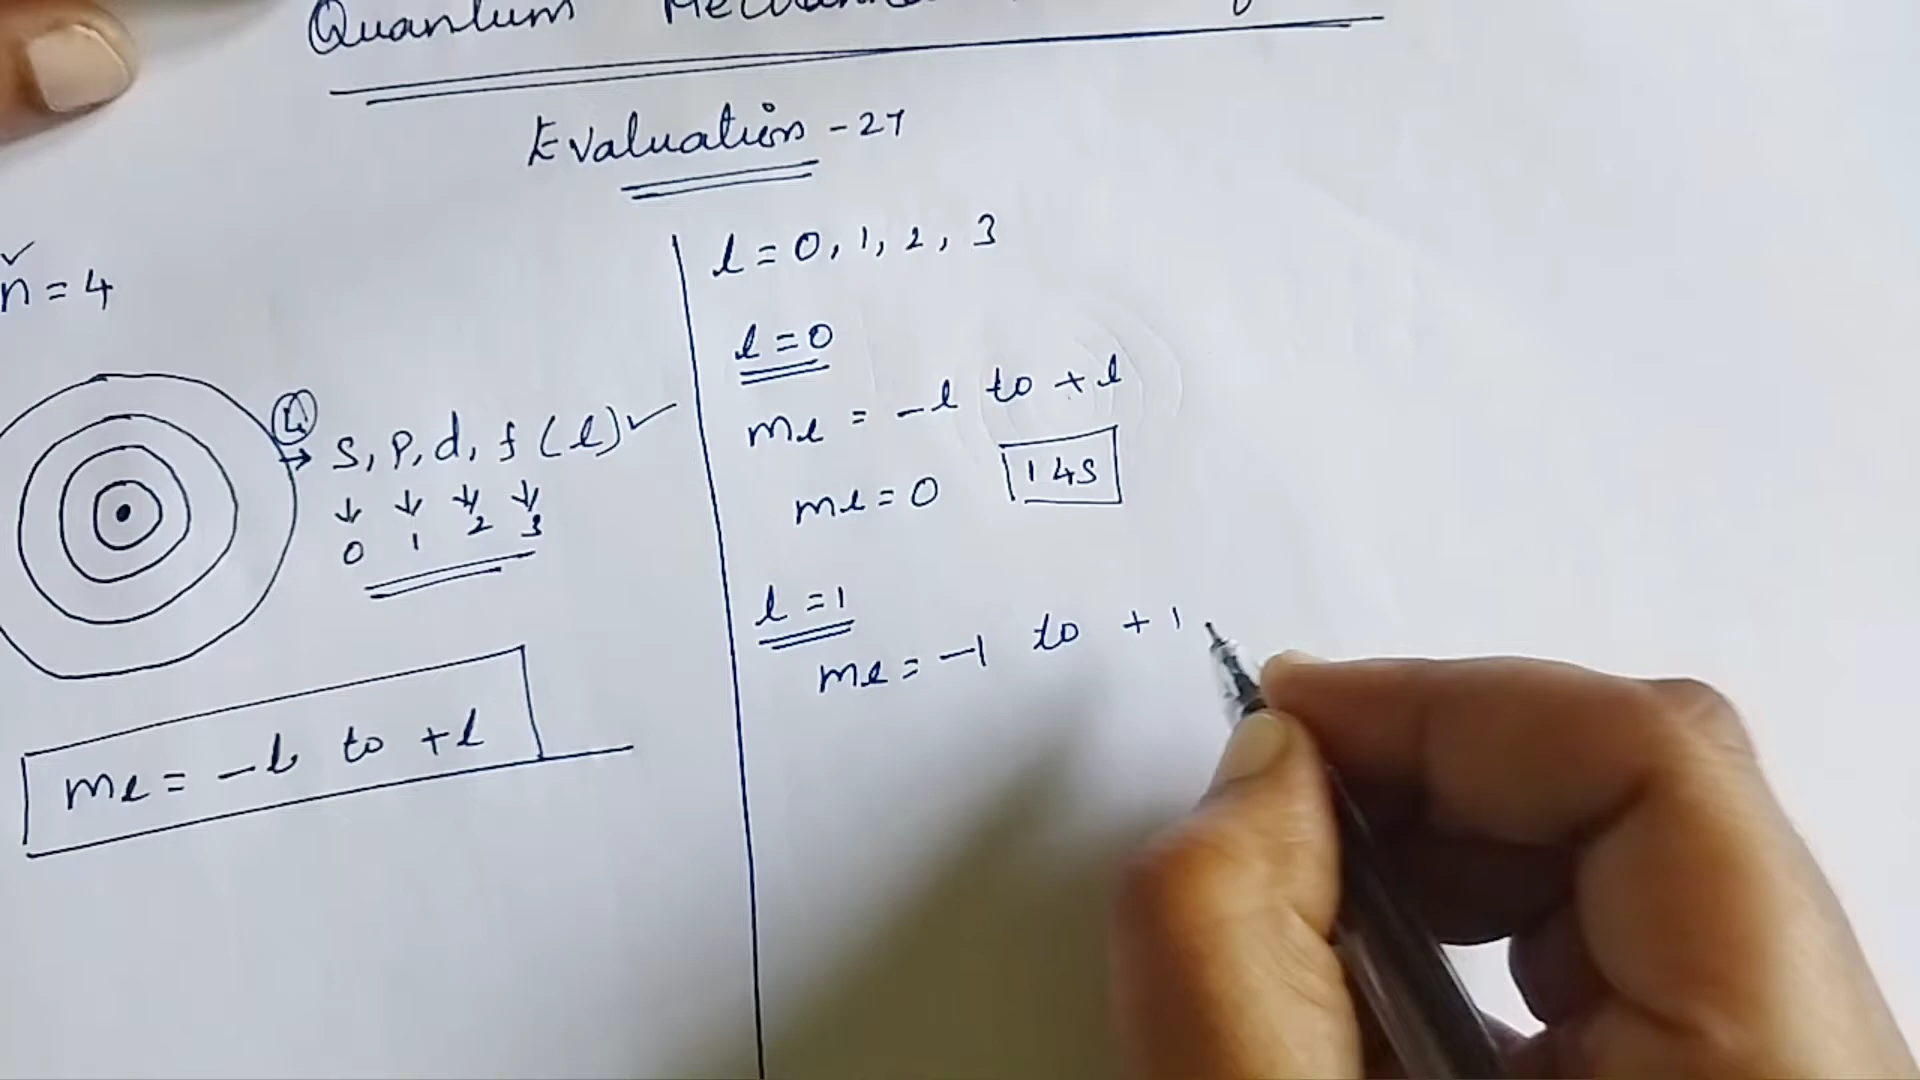 Quantum
Evaluation - 27
n = 4
4
s, p, d, f (l)
0 1 2 3
ml = -l to +l
l = 0, 1, 2, 3
l = 0
ml = -l to +l
ml = 0
1 4s
l = 1
ml = -1 to +1